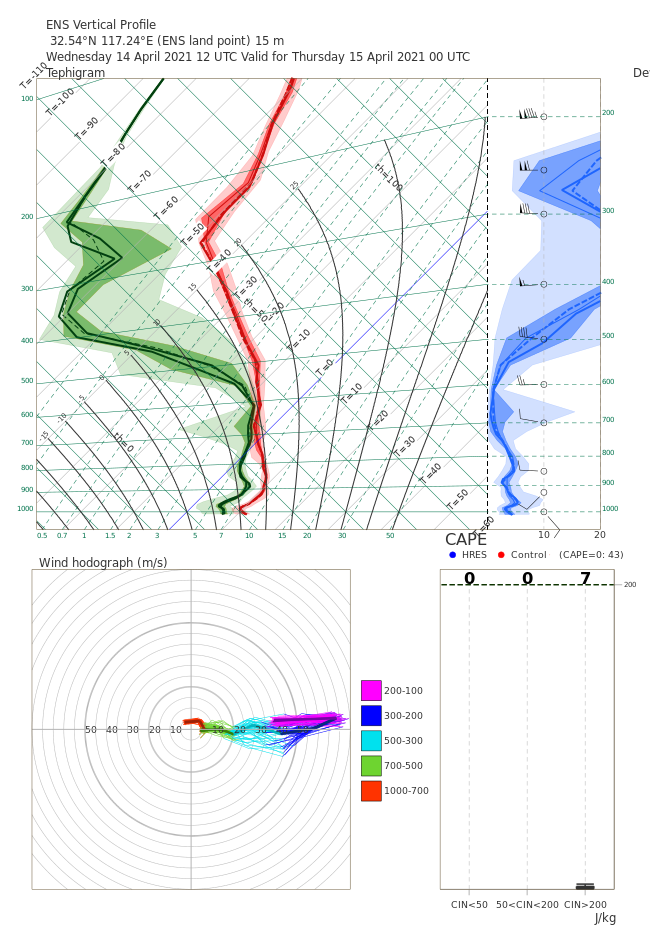 ENS Vertical Profile
32.54°N 117.24°E (ENS land point) 15 m
Wednesday 14 April 2021 12 UTC Valid for Thursday 15 April 2021 00 UTC
Tephigram
De
T=-110
T=-100
T=-90
T=-80
T=-70
T=-60
T=-50
T=-40
T=-30
T=-20
T=-10
T=0
T=10
T=20
T=30
T=40
T=50
T=60
th=100
th=50
th=0
25
20
15
10
5
-5
-10
-15
100
200
300
400
500
600
700
800
900
1000
200
300
400
500
600
700
800
900
1000
0.5 0.7 1 1.5 2 3 5 7 10 15 20 30 50
10 20
CAPE
HRES Control (CAPE=0: 43)
0 0 7
200
CIN<50 50<CIN<200 CIN>200
J/kg
Wind hodograph (m/s)
50 40 30 20 10 10 20
200-100
300-200
500-300
700-500
1000-700